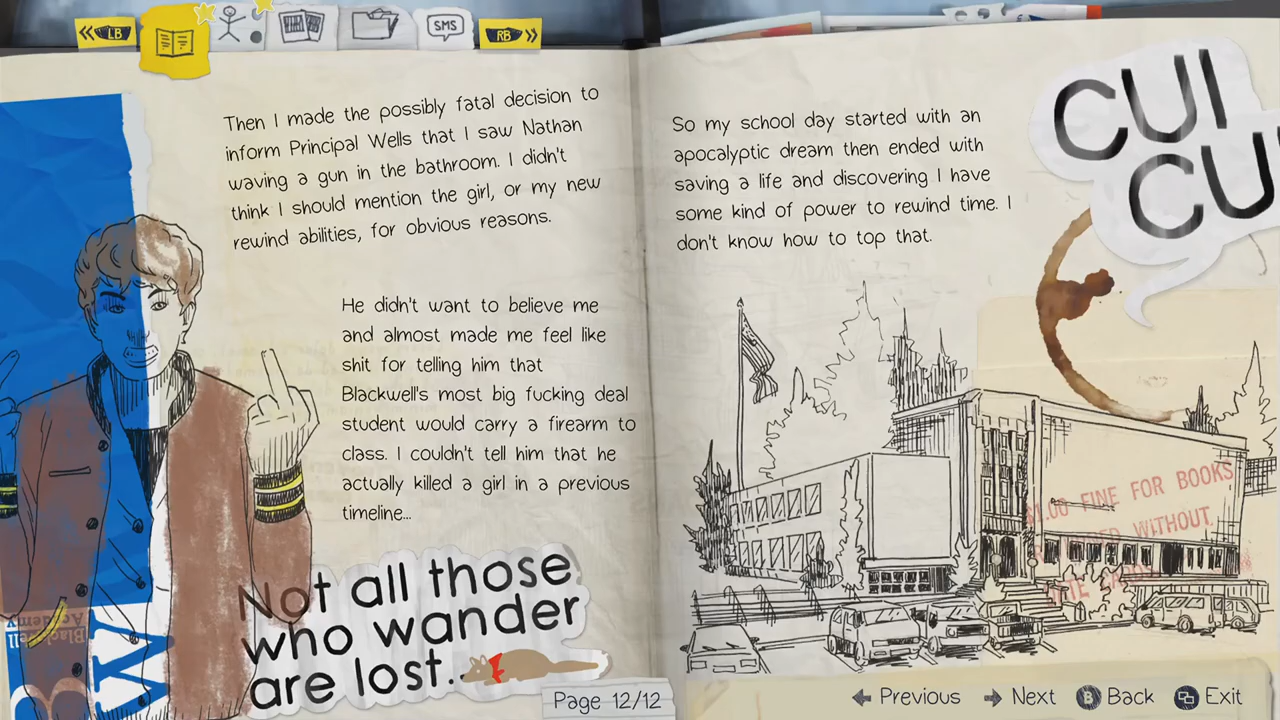 LB
SMS
RB
Then I made the possibly fatal decision to
inform Principal Wells that I saw Nathan
waving a gun in the bathroom. I didn't
think I should mention the girl, or my new
rewind abilities, for obvious reasons.
He didn't want to believe me
and almost made me feel like
shit for telling him that
Blackwell's most big fucking deal
student would carry a firearm to
class. I couldn't tell him that he
actually killed a girl in a previous
timeline...
Not all those
who wander
are lost.
Blackwell
Academy
Page 12/12
So my school day started with an
apocalyptic dream then ended with
saving a life and discovering I have
some kind of power to rewind time. I
don't know how to top that.
CUI
CUI
$1.00 FINE FOR BOOKS
WITHOUT
Previous
Next
B
Back
Exit